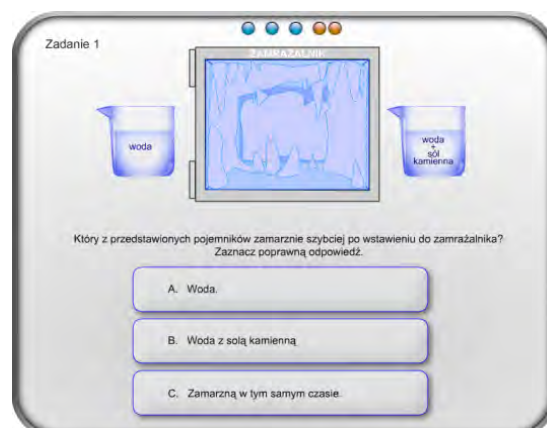 Zadanie 1
ZAMRAŻALNIK
woda
woda
+
sól
kamienna
Który z przedstawionych pojemników zamarznie szybciej po wstawieniu do zamrażalnika?
Zaznacz poprawną odpowiedź.
A. Woda.
B. Woda z solą kamienną
C. Zamarzną w tym samym czasie.